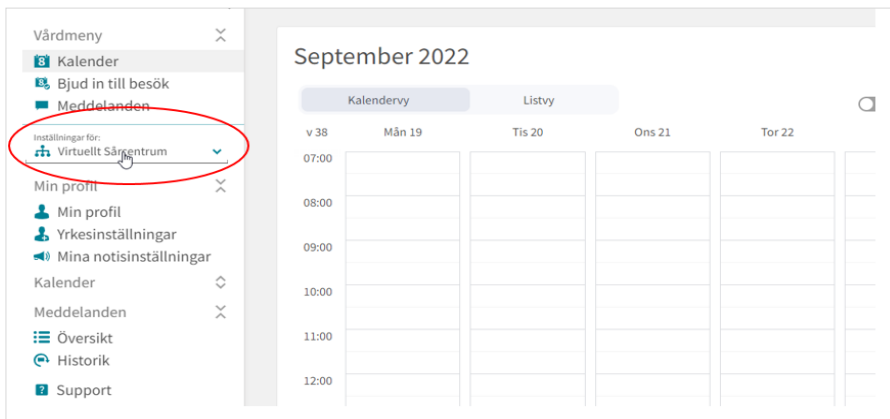 Vårdmeny
8 Kalender
8 Bjud in till besök
Meddelanden
Inställningar för:
Virtuellt Sårcentrum
Min profil
Min profil
Yrkesinställningar
Mina notisinställningar
Kalender
Meddelanden
Översikt
Historik
? Support
September 2022
Kalendervy Listvy
v 38 Mån 19 Tis 20 Ons 21 Tor 22
07:00
08:00
09:00
10:00
11:00
12:00